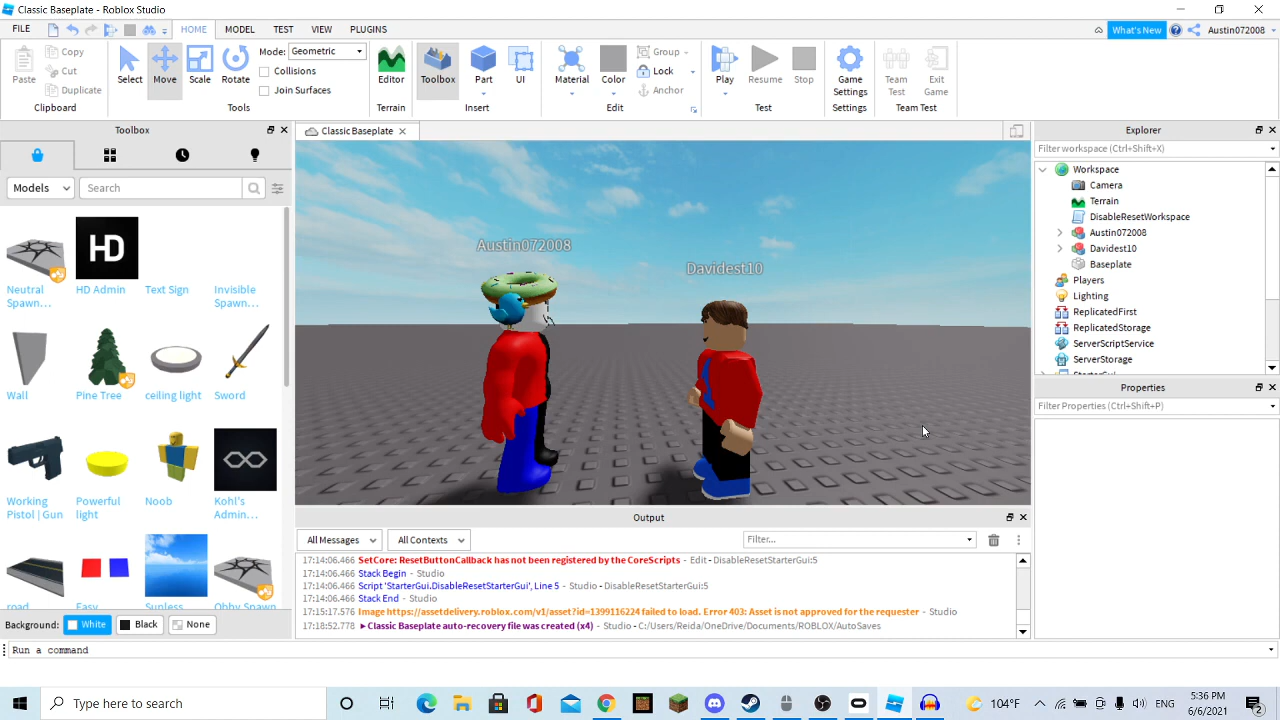 Classic Baseplate - Roblox Studio
FILE HOME MODEL TEST VIEW PLUGINS What's New Austin072008
Paste Copy Cut Duplicate Select Move Scale Rotate Mode: Geometric Collisions Join Surfaces Editor Toolbox Part UI Material Color Group Lock Anchor Play Resume Stop Game Settings Team Test Exit Game
Clipboard Tools Terrain Insert Edit Test Settings Team Test
Toolbox
Models Search
Neutral Spawn... HD Admin Text Sign Invisible Spawn...
HD
Wall Pine Tree ceiling light Sword
Working Pistol | Gun Powerful light Noob Kohl's Admin...
road Easy Sunless Obby Spawn
Background: White Black None
Classic Baseplate
Austin072008
Davidest10
Output
All Messages All Contexts Filter...
17:14:06.466 SetCore: ResetButtonCallback has not been registered by the CoreScripts - Edit - DisableResetStarterGui:5
17:14:06.466 Stack Begin - Studio
17:14:06.466 Script 'StarterGui.DisableResetStarterGui', Line 5 - Studio - DisableResetStarterGui:5
17:14:06.466 Stack End - Studio
17:15:17.576 Image https://assetdelivery.roblox.com/v1/asset?id=1399116224 failed to load. Error 403: Asset is not approved for the requester - Studio
17:18:52.778 ▶Classic Baseplate auto-recovery file was created (x4) - Studio - C:/Users/Reida/OneDrive/Documents/ROBLOX/AutoSaves
Explorer
Filter workspace (Ctrl+Shift+X)
Workspace
Camera
Terrain
DisableResetWorkspace
Austin072008
Davidest10
Baseplate
Players
Lighting
ReplicatedFirst
ReplicatedStorage
ServerScriptService
ServerStorage
StarterGui
Properties
Filter Properties (Ctrl+Shift+P)
Run a command
Type here to search
104°F
5:36 PM
6/6/2021
2